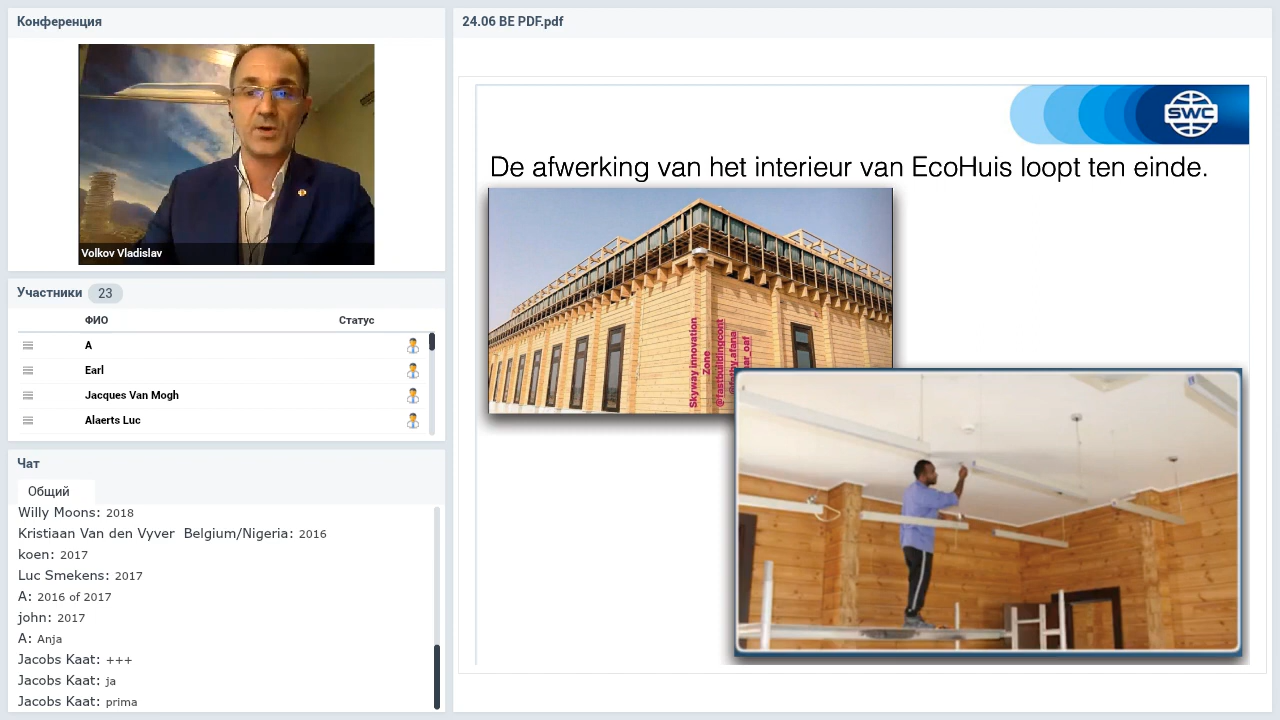 Конференция
Volkov Vladislav
Участники 23
ФИО Статус
A
Earl
Jacques Van Mogh
Alaerts Luc
Чат
Общий
Willy Moons: 2018
Kristiaan Van den Vyver Belgium/Nigeria: 2016
koen: 2017
Luc Smekens: 2017
A: 2016 of 2017
john: 2017
A: Anja
Jacobs Kaat: +++
Jacobs Kaat: ja
Jacobs Kaat: prima
24.06 BE PDF.pdf
SWC
De afwerking van het interieur van EcoHuis loopt ten einde.
Skyway innovation
Zone
@fastbuildingcont